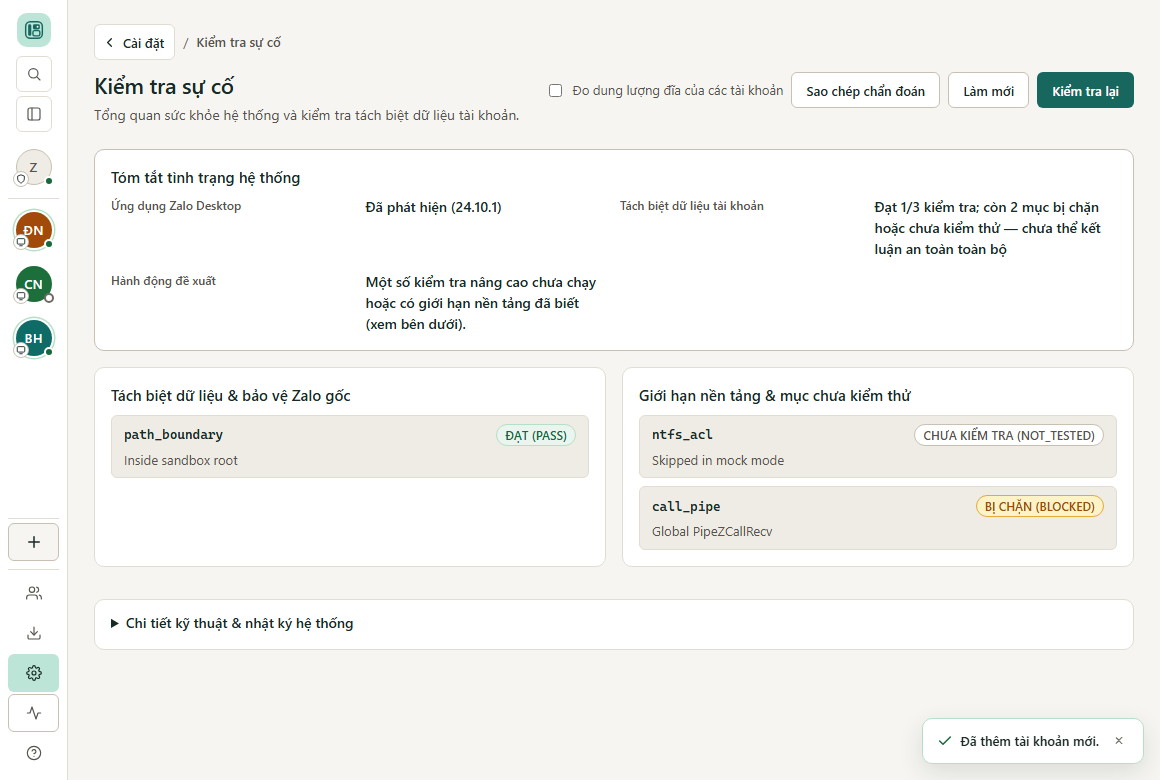 Cài đặt / Kiểm tra sự cố
Kiểm tra sự cố
Tổng quan sức khỏe hệ thống và kiểm tra tách biệt dữ liệu tài khoản.
Đo dung lượng đĩa của các tài khoản
Sao chép chẩn đoán
Làm mới
Kiểm tra lại
Z
ĐN
CN
BH
Tóm tắt tình trạng hệ thống
Ứng dụng Zalo Desktop
Đã phát hiện (24.10.1)
Tách biệt dữ liệu tài khoản
Đạt 1/3 kiểm tra; còn 2 mục bị chặn
hoặc chưa kiểm thử — chưa thể kết
luận an toàn toàn bộ
Hành động đề xuất
Một số kiểm tra nâng cao chưa chạy
hoặc có giới hạn nền tảng đã biết
(xem bên dưới).
Tách biệt dữ liệu & bảo vệ Zalo gốc
path_boundary
ĐẠT (PASS)
Inside sandbox root
Giới hạn nền tảng & mục chưa kiểm thử
ntfs_acl
CHƯA KIỂM TRA (NOT_TESTED)
Skipped in mock mode
call_pipe
BỊ CHẶN (BLOCKED)
Global PipeZCallRecv
Chi tiết kỹ thuật & nhật ký hệ thống
Đã thêm tài khoản mới.